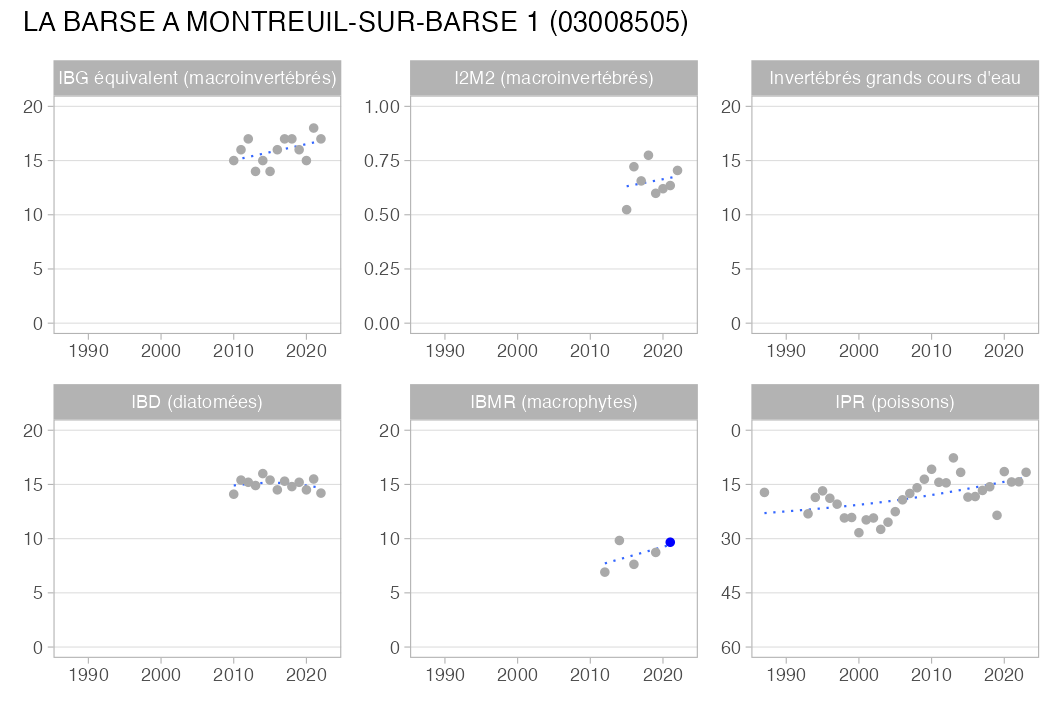 LA BARSE A MONTREUIL-SUR-BARSE 1 (03008505)
IBG équivalent (macroinvertébrés)
I2M2 (macroinvertébrés)
Invertébrés grands cours d'eau
20
15
10
5
0
1990 2000 2010 2020
1.00
0.75
0.50
0.25
0.00
1990 2000 2010 2020
20
15
10
5
0
1990 2000 2010 2020
IBD (diatomées)
IBMR (macrophytes)
IPR (poissons)
20
15
10
5
0
1990 2000 2010 2020
20
15
10
5
0
1990 2000 2010 2020
0
15
30
45
60
1990 2000 2010 2020